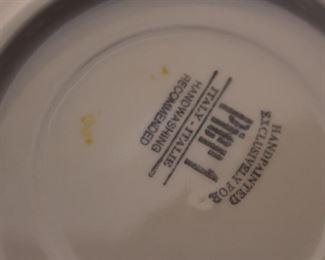 HANDPAINTED
EXCLUSIVELY FOR
Pier 1
ITALY - ITALIE
HANDWASHING
RECOMMENDED